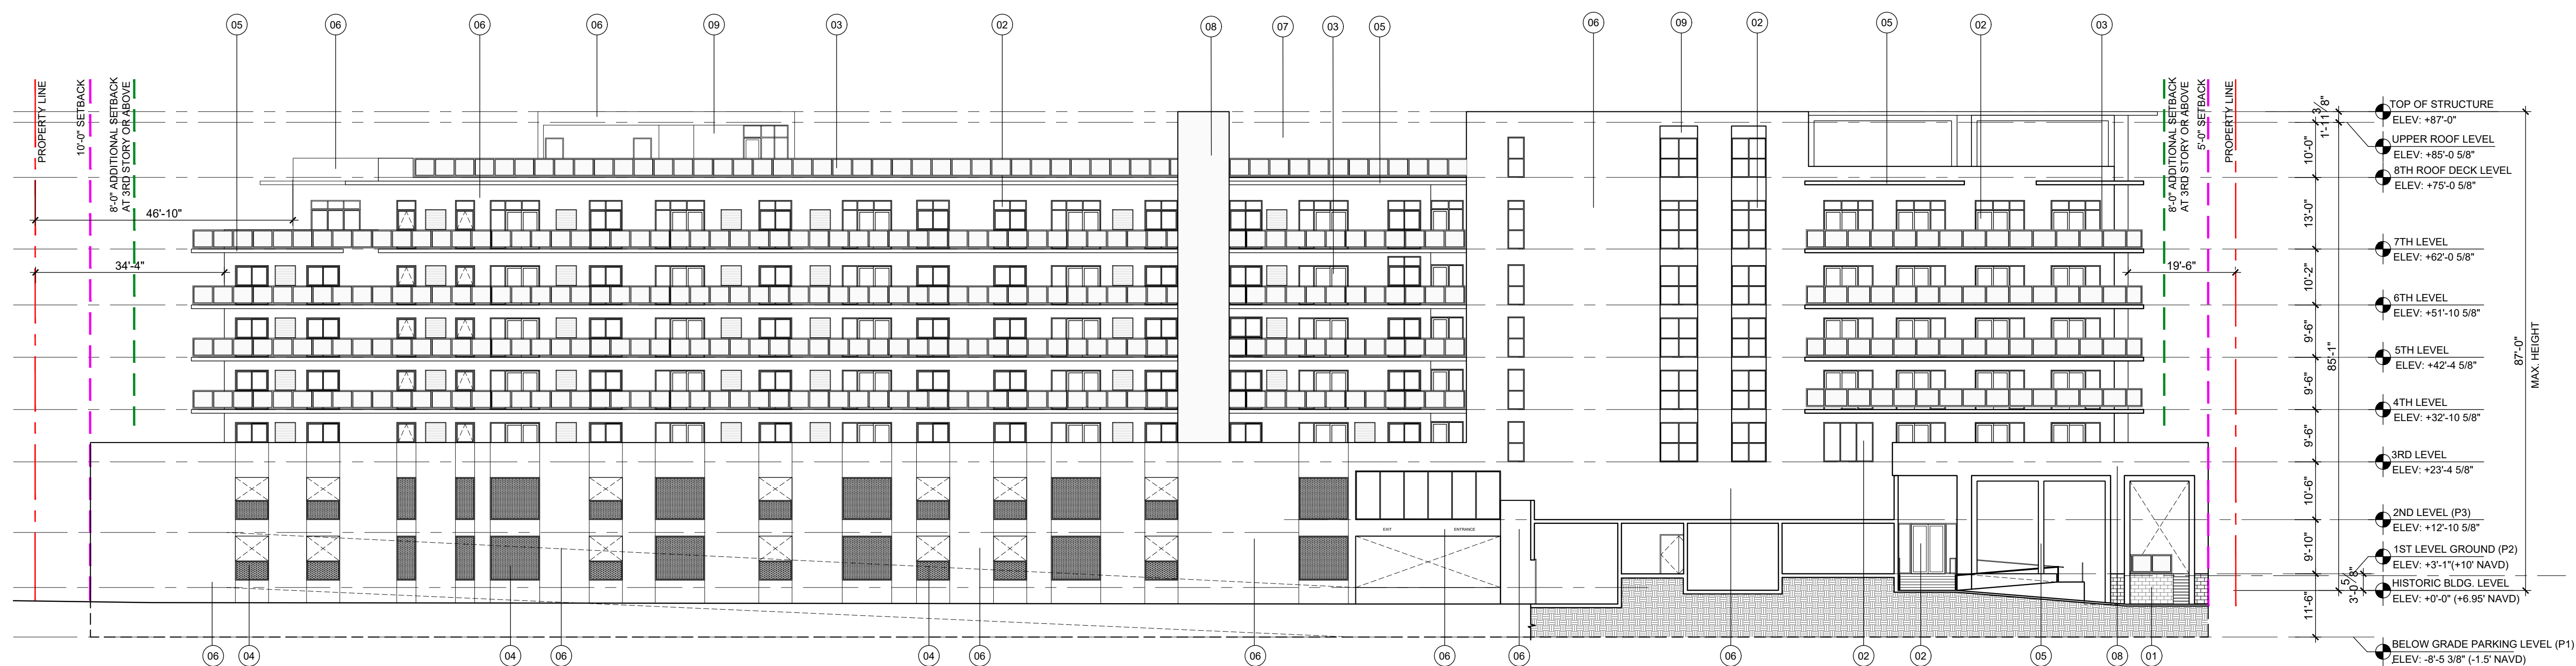 05
06
06
06
09
03
02
08
07
03
05
06
09
02
05
02
03
PROPERTY LINE
10'-0" SETBACK
8'-0" ADDITIONAL SETBACK
AT 3RD STORY OR ABOVE
46'-10"
34'-4"
8'-0" ADDITIONAL SETBACK
AT 3RD STORY OR ABOVE
5'-0" SETBACK
PROPERTY LINE
19'-6"
EXIT
ENTRANCE
1'-11 3/8"
10'-0"
13'-0"
10'-2"
9'-6"
9'-6"
9'-6"
10'-6"
9'-10"
3'-0 5/8"
11'-6"
85'-1"
87'-0"
MAX. HEIGHT
TOP OF STRUCTURE
ELEV: +87'-0"
UPPER ROOF LEVEL
ELEV: +85'-0 5/8"
8TH ROOF DECK LEVEL
ELEV: +75'-0 5/8"
7TH LEVEL
ELEV: +62'-0 5/8"
6TH LEVEL
ELEV: +51'-10 5/8"
5TH LEVEL
ELEV: +42'-4 5/8"
4TH LEVEL
ELEV: +32'-10 5/8"
3RD LEVEL
ELEV: +23'-4 5/8"
2ND LEVEL (P3)
ELEV: +12'-10 5/8"
1ST LEVEL GROUND (P2)
ELEV: +3'-1"(+10' NAVD)
HISTORIC BLDG. LEVEL
ELEV: +0'-0" (+6.95' NAVD)
BELOW GRADE PARKING LEVEL (P1)
ELEV: -8'-5 3/8" (-1.5' NAVD)
06
04
04
06
04
06
06
06
06
06
02
02
05
08
01